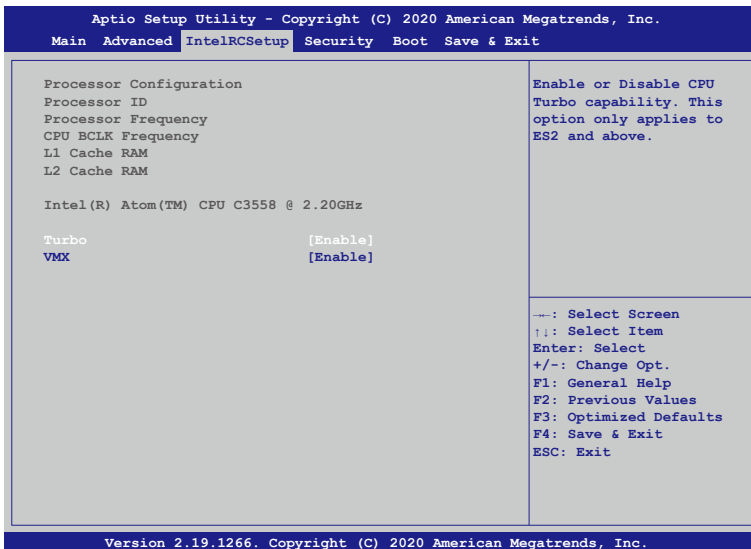 Aptio Setup Utility - Copyright (C) 2020 American Megatrends, Inc.
Main Advanced IntelRCSetup Security Boot Save & Exit
Processor Configuration
Processor ID
Processor Frequency
CPU BCLK Frequency
L1 Cache RAM
L2 Cache RAM
Intel(R) Atom(TM) CPU C3558 @ 2.20GHz
Turbo [Enable]
VMX [Enable]
Enable or Disable CPU
Turbo capability. This
option only applies to
ES2 and above.
→←: Select Screen
↑↓: Select Item
Enter: Select
+/-: Change Opt.
F1: General Help
F2: Previous Values
F3: Optimized Defaults
F4: Save & Exit
ESC: Exit
Version 2.19.1266. Copyright (C) 2020 American Megatrends, Inc.